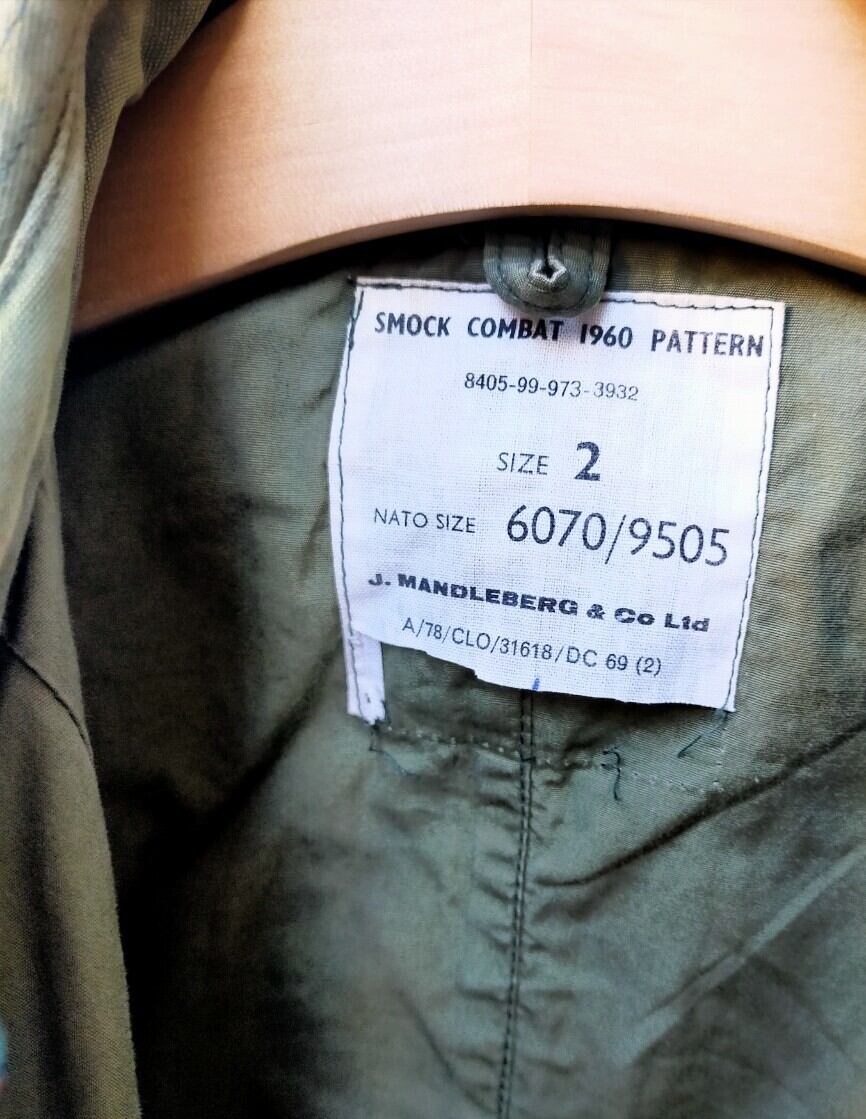 SMOCK COMBAT 1960 PATTERN
8405-99-973-3932
SIZE 2
NATO SIZE 6070/9505
J. MANDLEBERG & Co Ltd
A/78/CLO/31618/DC 69 (2)